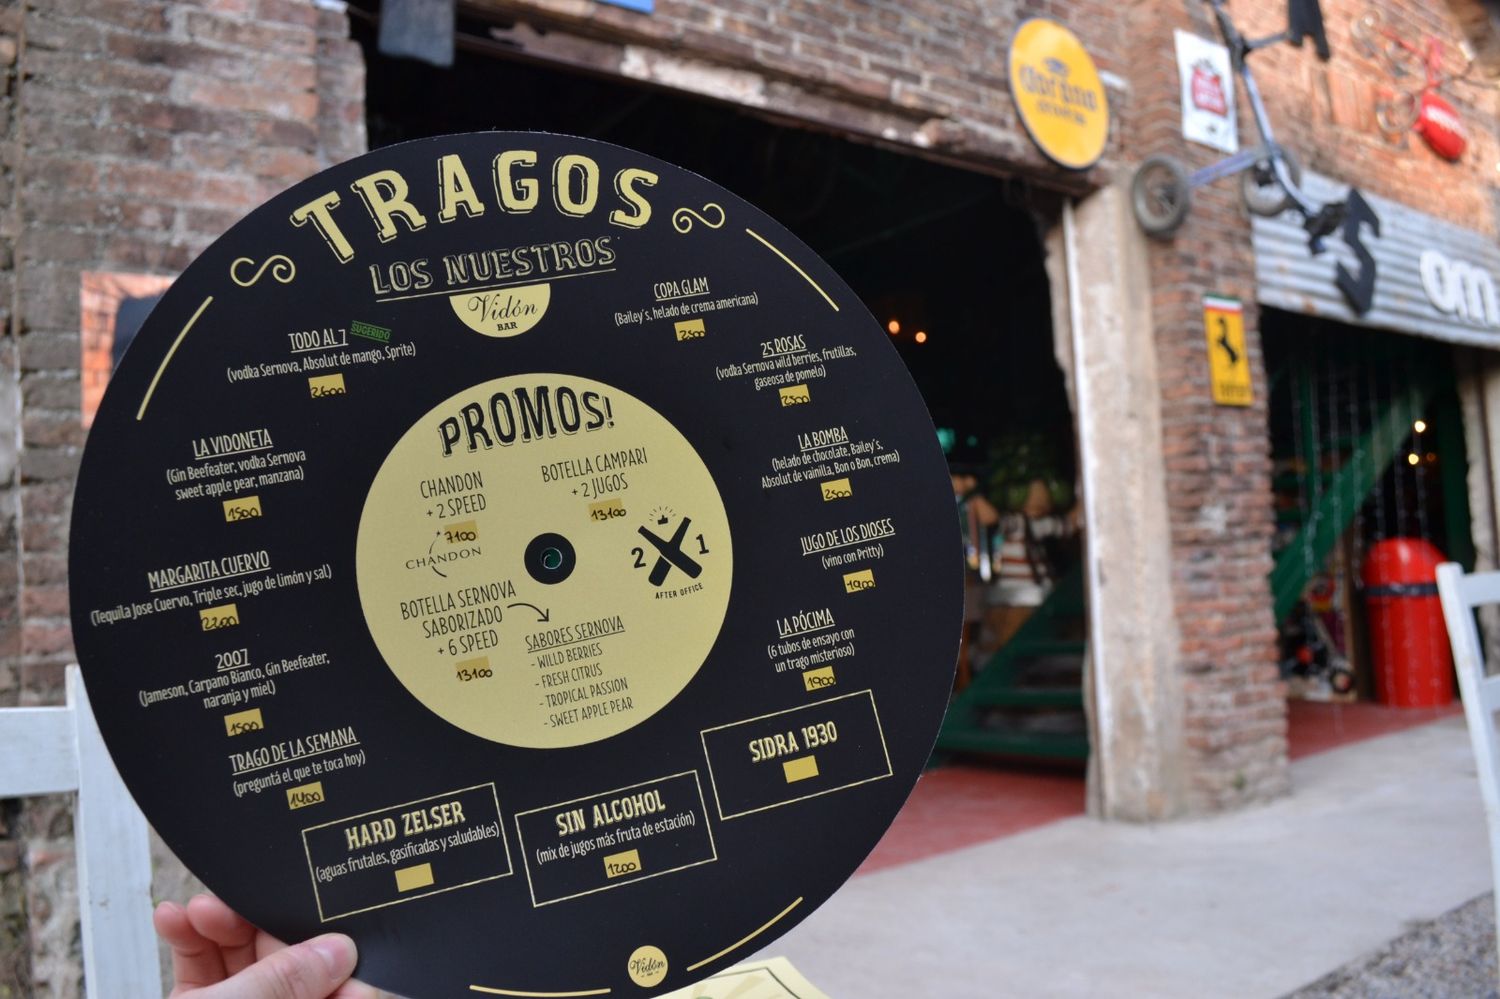 TRAGOS
LOS NUESTROS
Vidón
BAR
TODO AL 7 SUGERIDO
(vodka Sernova, Absolut de mango, Sprite)
LA VIDONETA
(Gin Beefeater, vodka Sernova
sweet apple pear, manzana)
1500
MARGARITA CUERVO
(Tequila Jose Cuervo, Triple sec, jugo de Limón y sal)
2200
2007
(Jameson, Carpano Bianco, Gin Beefeater,
naranja y miel)
1500
TRAGO DE LA SEMANA
(preguntá el que te toca hoy)
1400
COPA GLAM
(Bailey's, helado de crema americana)
2500
25 ROSAS
(vodka Sernova wild berries, frutillas,
gaseosa de pomelo)
2500
LA BOMBA
(helado de chocolate, Bailey's,
Absolut de vainilla, Bon o Bon, crema)
2500
JUGO DE LOS DIOSES
(vino con Pritty)
1900
LA PÓCIMA
(6 tubos de ensayo con
un trago misterioso)
1900
PROMOS!
CHANDON
+ 2 SPEED
7100
CHANDON
BOTELLA CAMPARI
+ 2 JUGOS
13100
2 X 1
AFTER OFFICE
BOTELLA SERNOVA
SABORIZADO
+ 6 SPEED
13100
SABORES SERNOVA
- WILLD BERRIES
- FRESH CITRUS
- TROPICAL PASSION
- SWEET APPLE PEAR
HARD ZELSER
(aguas frutales, gasificadas y saludables)
SIN ALCOHOL
(mix de jugos más fruta de estación)
1200
SIDRA 1930
Vidón
BAR
Corona
om